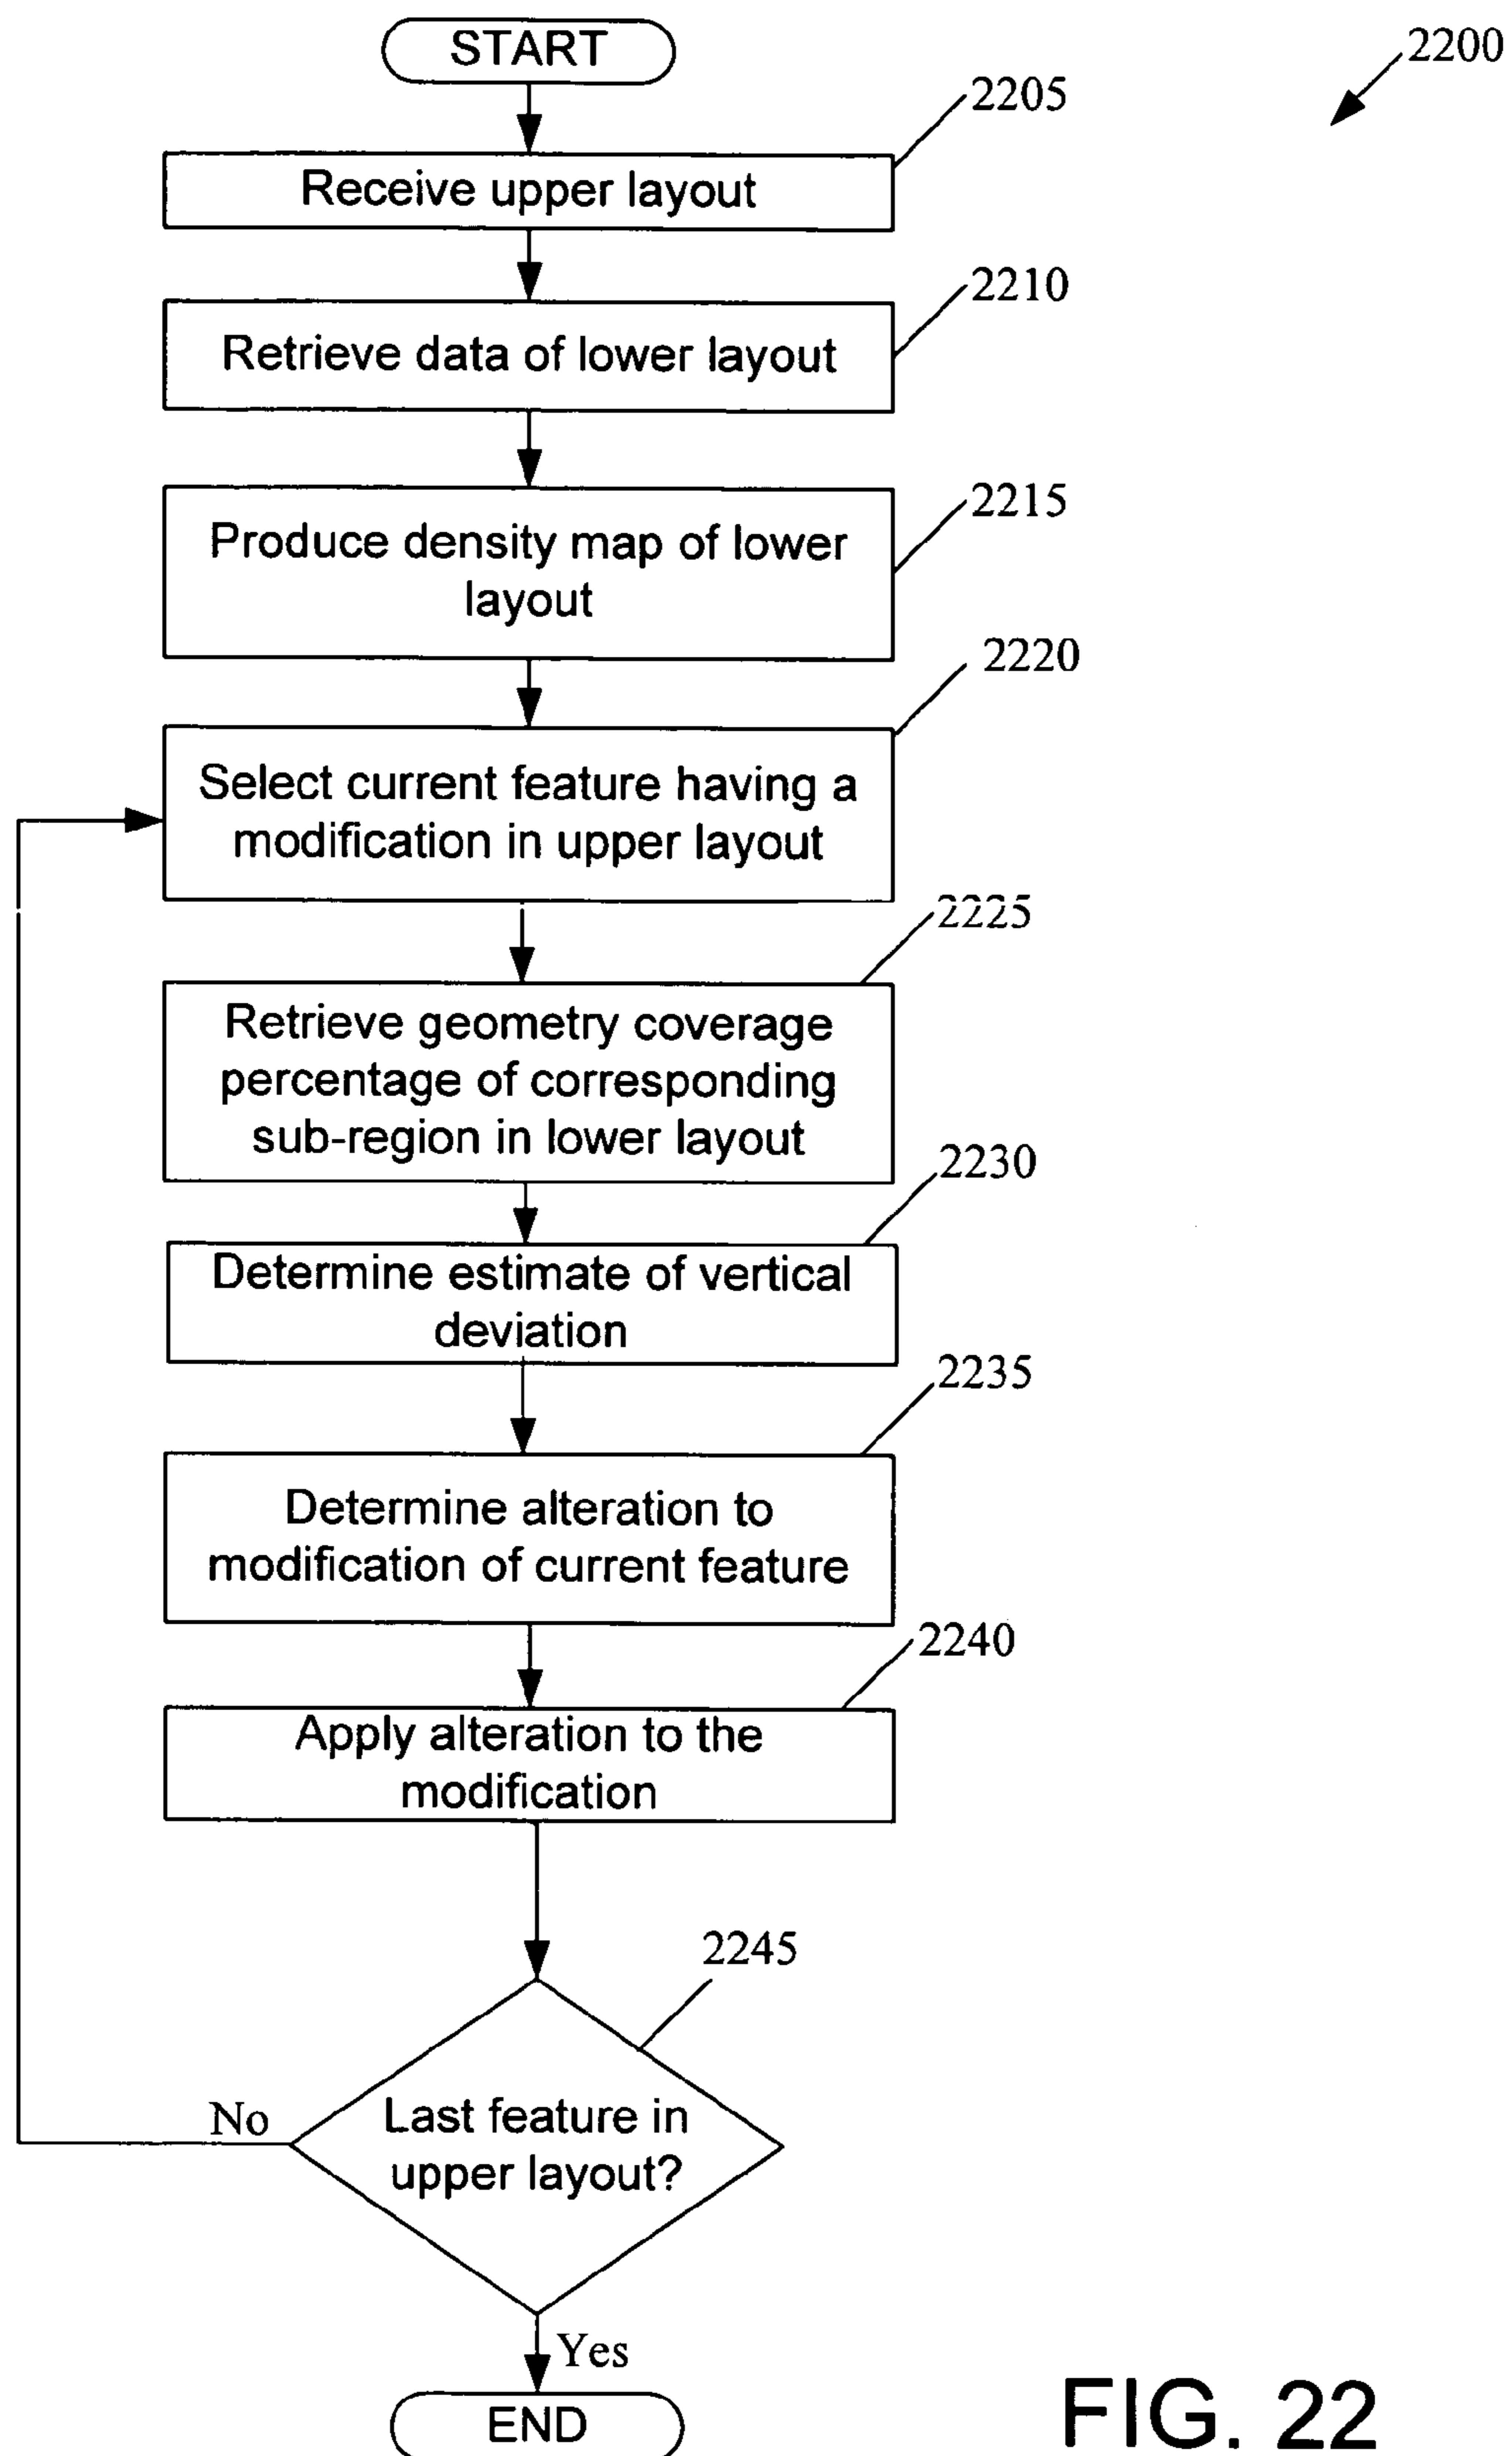 START
2200
2205
Receive upper layout
2210
Retrieve data of lower layout
2215
Produce density map of lower
layout
2220
Select current feature having a
modification in upper layout
2225
Retrieve geometry coverage
percentage of corresponding
sub-region in lower layout
2230
Determine estimate of vertical
deviation
2235
Determine alteration to
modification of current feature
2240
Apply alteration to the
modification
2245
No
Last feature in
upper layout?
Yes
END
FIG. 22